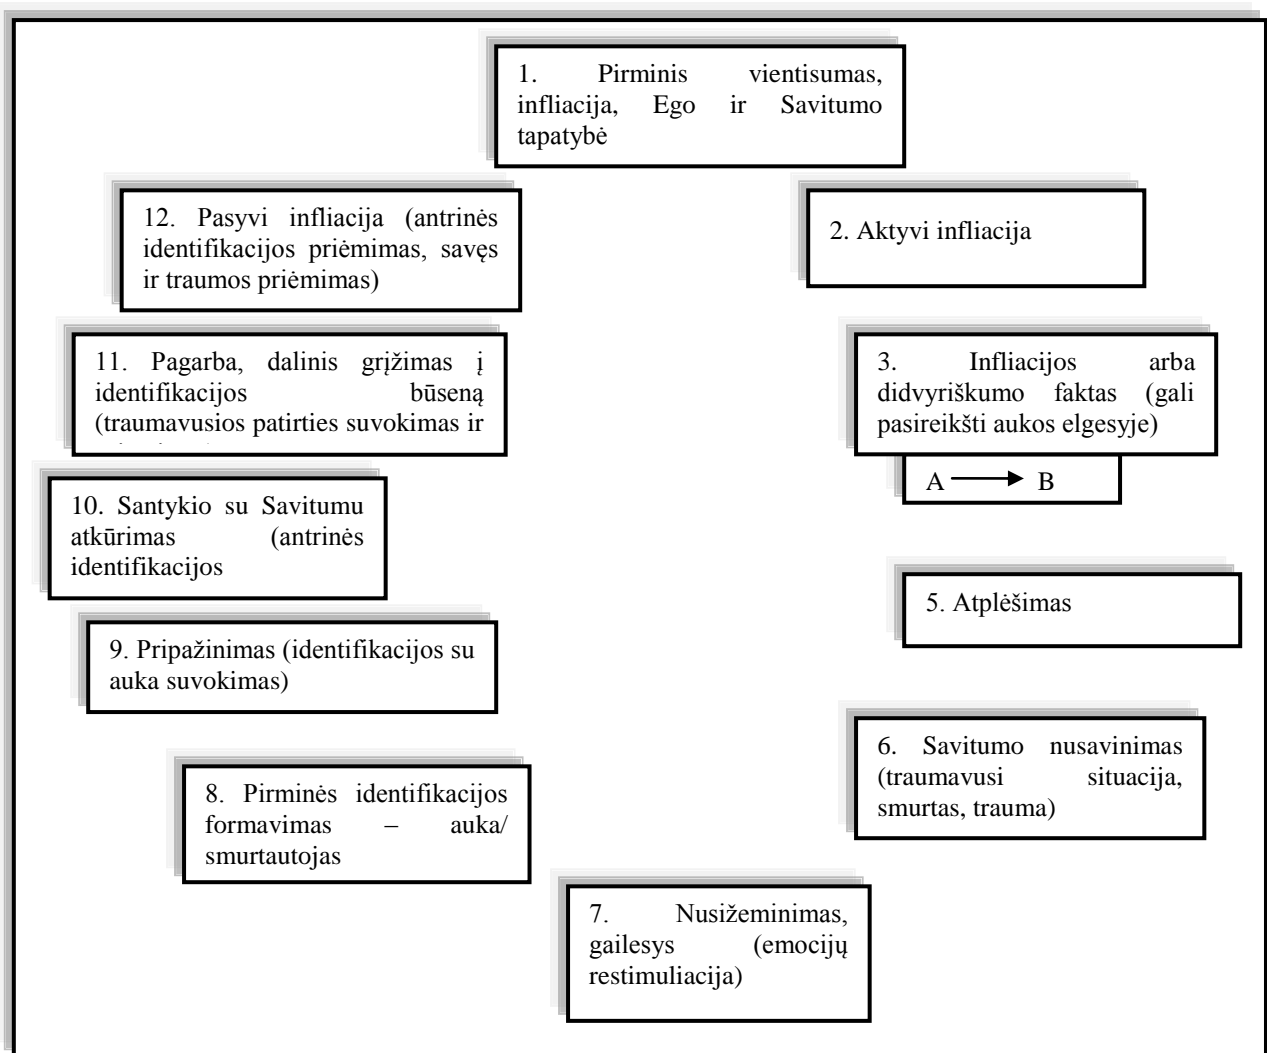 1. Pirminis vientisumas,
infliacija, Ego ir Savitumo
tapatybė
2. Aktyvi infliacija
3. Infliacijos arba
didvyriškumo faktas (gali
pasireikšti aukos elgesyje)
A B
5. Atplėšimas
6. Savitumo nusavinimas
(traumavusi situacija,
smurtas, trauma)
7. Nusižeminimas,
gailesys (emocijų
restimuliacija)
8. Pirminės identifikacijos
formavimas – auka/
smurtautojas
9. Pripažinimas (identifikacijos su
auka suvokimas)
10. Santykio su Savitumu
atkūrimas (antrinės
identifikacijos
11. Pagarba, dalinis grįžimas į
identifikacijos būseną
(traumavusios patirties suvokimas ir
12. Pasyvi infliacija (antrinės
identifikacijos priėmimas, savęs
ir traumos priėmimas)